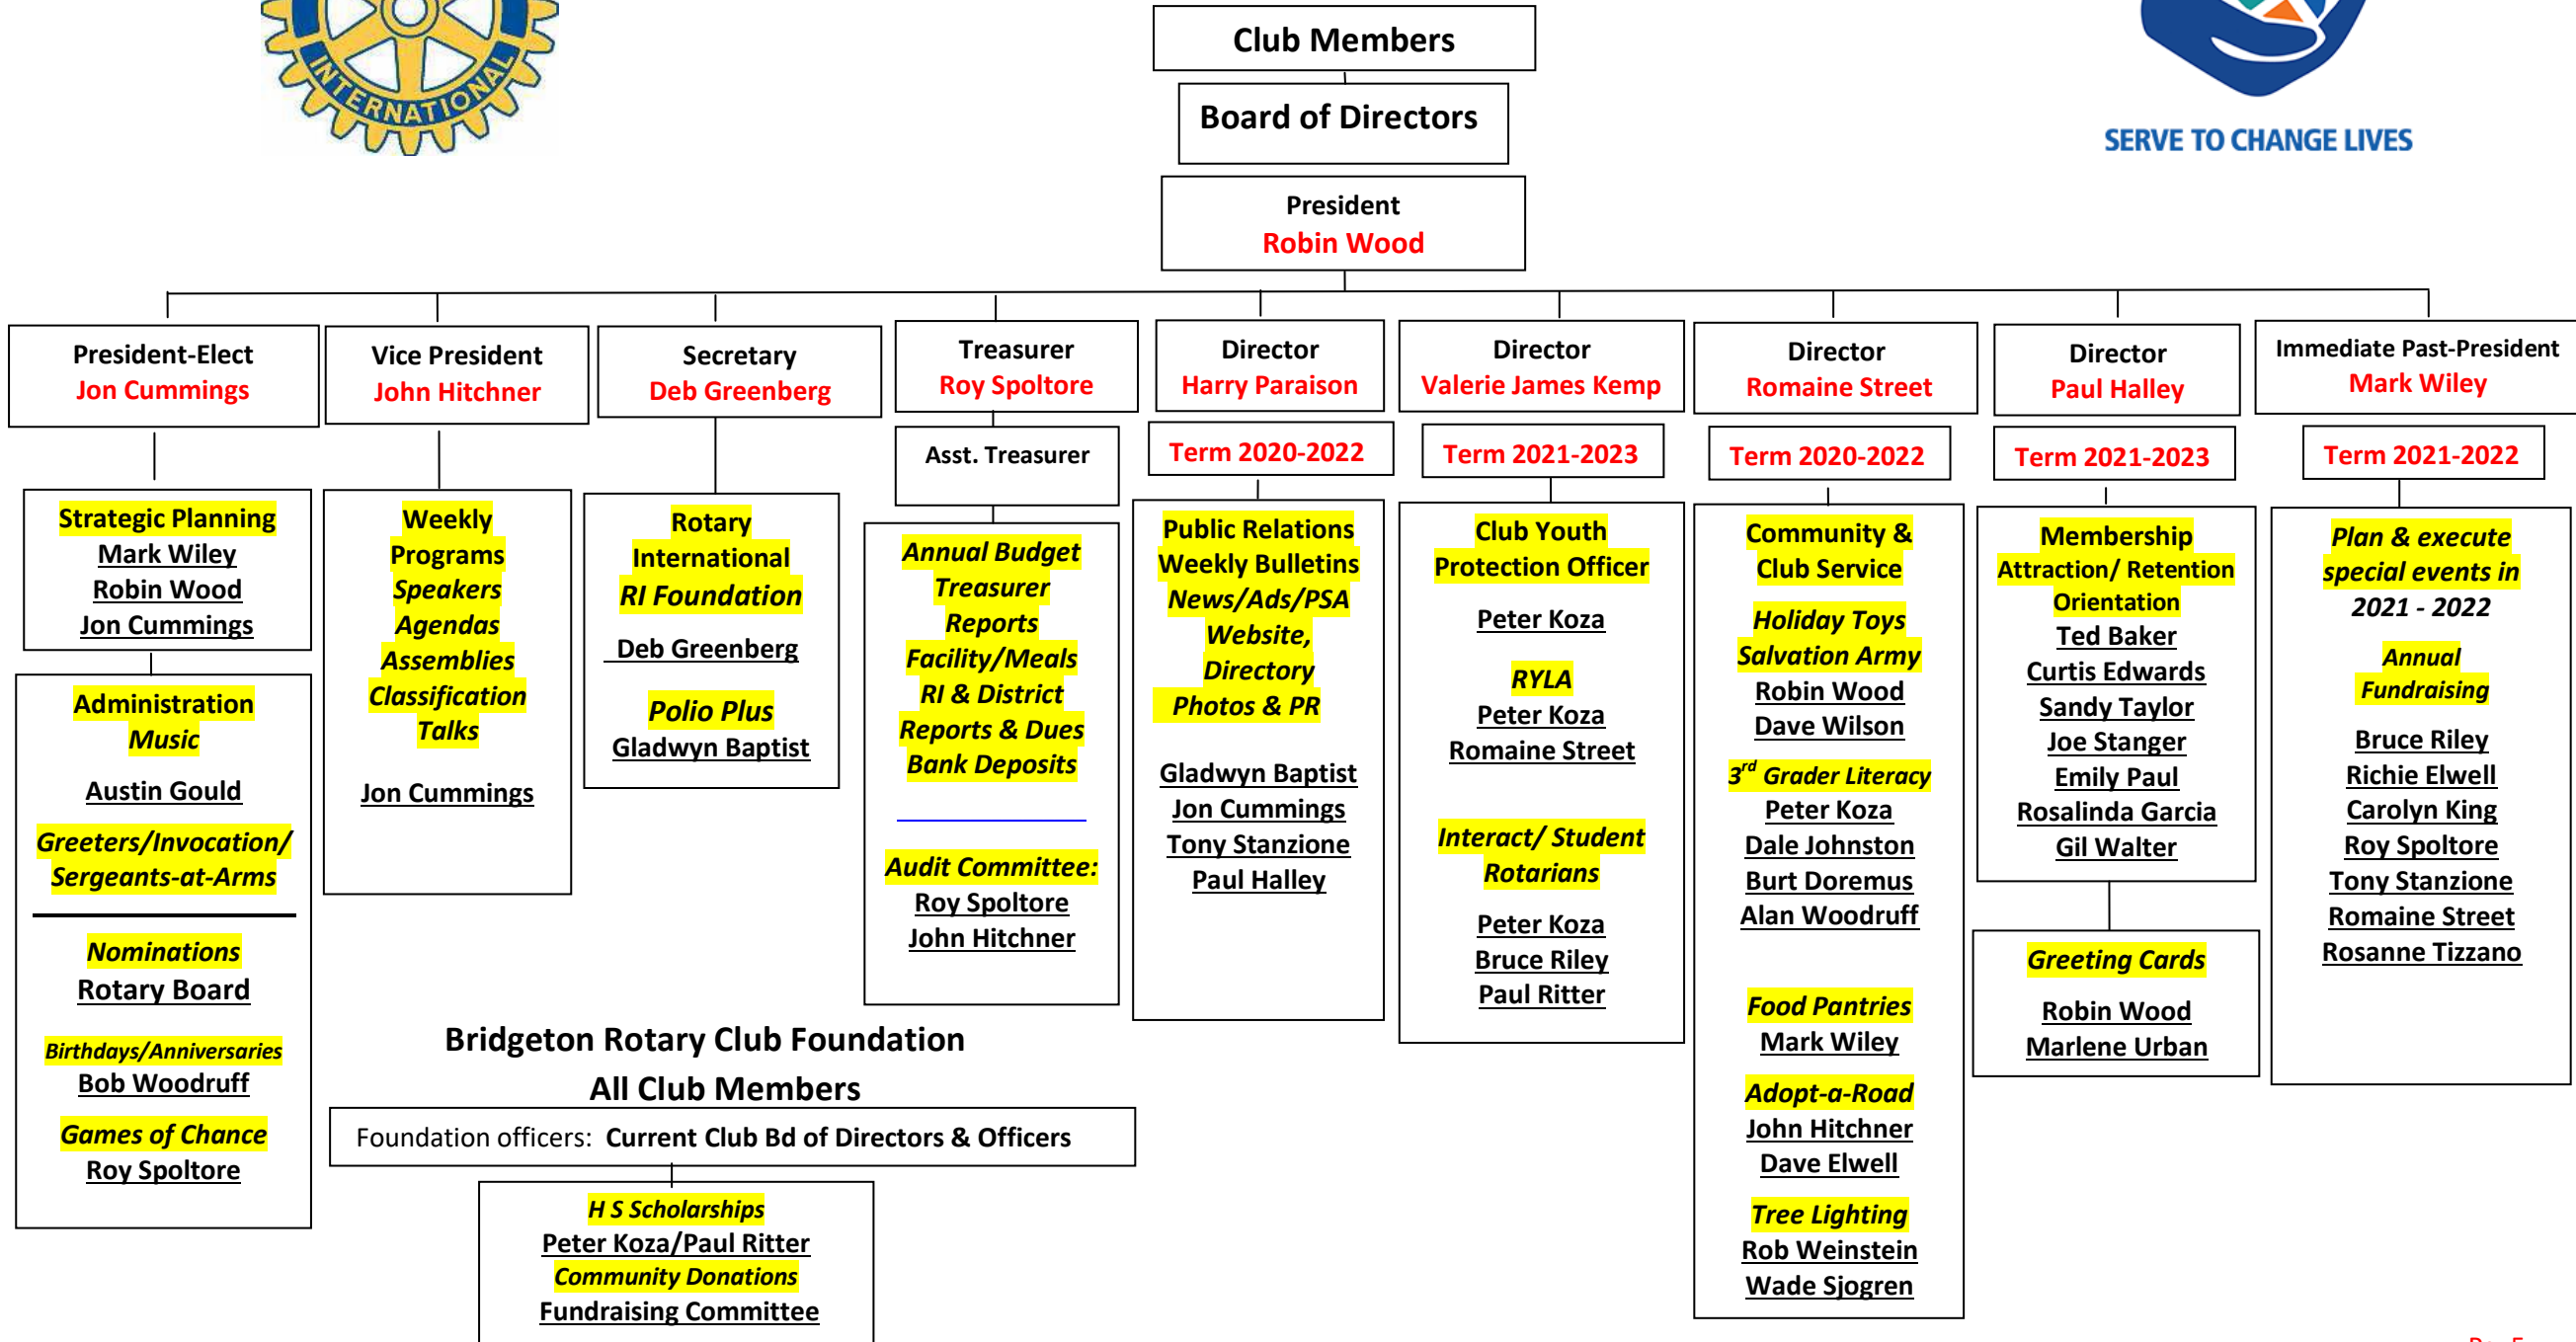 INTERNATIONAL
SERVE TO CHANGE LIVES
Club Members
Board of Directors
President
Robin Wood
President-Elect
Jon Cummings
Strategic Planning
Mark Wiley
Robin Wood
Jon Cummings
Administration
Music
Austin Gould
Greeters/Invocation/
Sergeants-at-Arms
Nominations
Rotary Board
Birthdays/Anniversaries
Bob Woodruff
Games of Chance
Roy Spoltore
Vice President
John Hitchner
Weekly
Programs
Speakers
Agendas
Assemblies
Classification
Talks
Jon Cummings
Secretary
Deb Greenberg
Rotary
International
RI Foundation
Deb Greenberg
Polio Plus
Gladwyn Baptist
Treasurer
Roy Spoltore
Asst. Treasurer
Annual Budget
Treasurer
Reports
Facility/Meals
RI & District
Reports & Dues
Bank Deposits
Audit Committee:
Roy Spoltore
John Hitchner
Director
Harry Paraison
Term 2020-2022
Public Relations
Weekly Bulletins
News/Ads/PSA
Website,
Directory
Photos & PR
Gladwyn Baptist
Jon Cummings
Tony Stanzione
Paul Halley
Director
Valerie James Kemp
Term 2021-2023
Club Youth
Protection Officer
Peter Koza
RYLA
Peter Koza
Romaine Street
Interact/ Student
Rotarians
Peter Koza
Bruce Riley
Paul Ritter
Director
Romaine Street
Term 2020-2022
Community &
Club Service
Holiday Toys
Salvation Army
Robin Wood
Dave Wilson
3rd Grader Literacy
Peter Koza
Dale Johnston
Burt Doremus
Alan Woodruff
Food Pantries
Mark Wiley
Adopt-a-Road
John Hitchner
Dave Elwell
Tree Lighting
Rob Weinstein
Wade Sjogren
Director
Paul Halley
Term 2021-2023
Membership
Attraction/ Retention
Orientation
Ted Baker
Curtis Edwards
Sandy Taylor
Joe Stanger
Emily Paul
Rosalinda Garcia
Gil Walter
Greeting Cards
Robin Wood
Marlene Urban
Immediate Past-President
Mark Wiley
Term 2021-2022
Plan & execute
special events in
2021 - 2022
Annual
Fundraising
Bruce Riley
Richie Elwell
Carolyn King
Roy Spoltore
Tony Stanzione
Romaine Street
Rosanne Tizzano
Bridgeton Rotary Club Foundation
All Club Members
Foundation officers: Current Club Bd of Directors & Officers
H S Scholarships
Peter Koza/Paul Ritter
Community Donations
Fundraising Committee